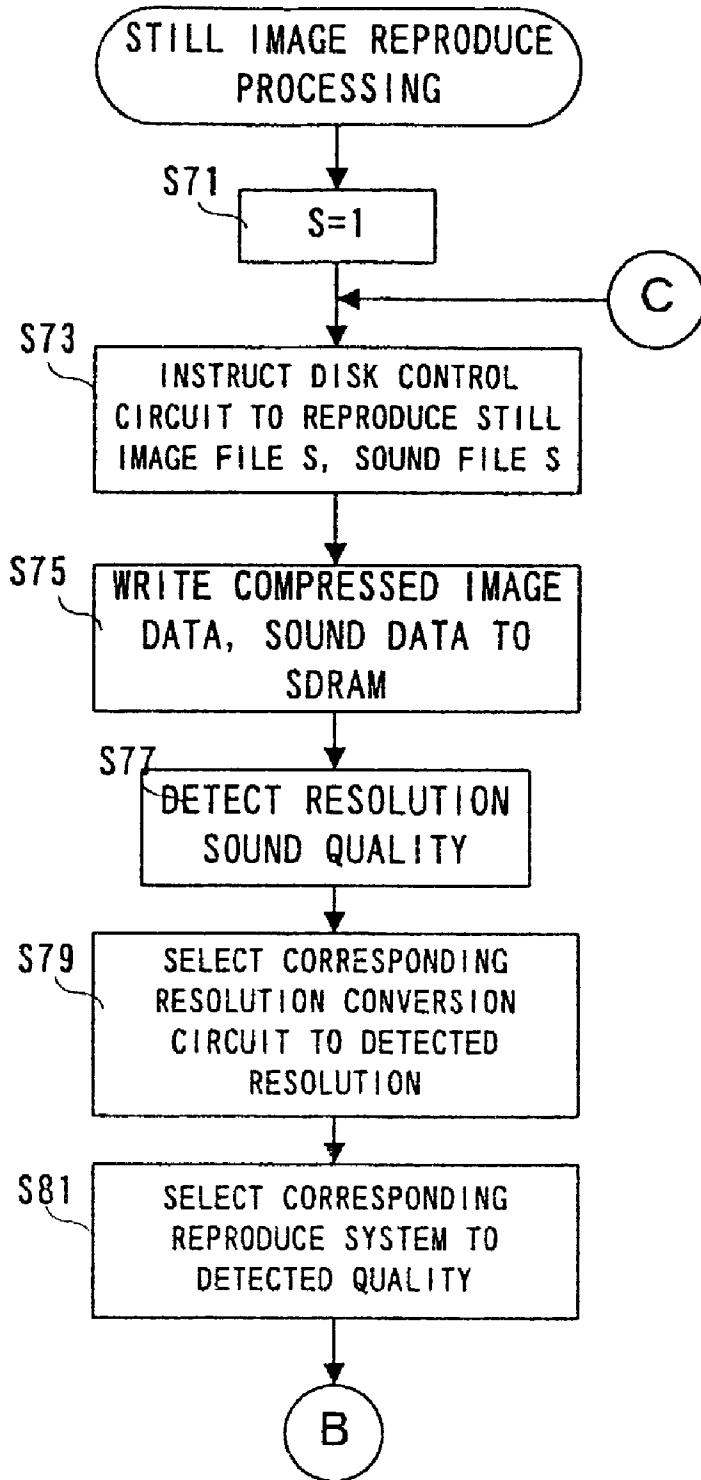 STILL IMAGE REPRODUCE
PROCESSING
S71
S=1
C
S73
INSTRUCT DISK CONTROL
CIRCUIT TO REPRODUCE STILL
IMAGE FILE S, SOUND FILE S
S75
WRITE COMPRESSED IMAGE
DATA, SOUND DATA TO
SDRAM
S77
DETECT RESOLUTION
SOUND QUALITY
S79
SELECT CORRESPONDING
RESOLUTION CONVERSION
CIRCUIT TO DETECTED
RESOLUTION
S81
SELECT CORRESPONDING
REPRODUCE SYSTEM TO
DETECTED QUALITY
B